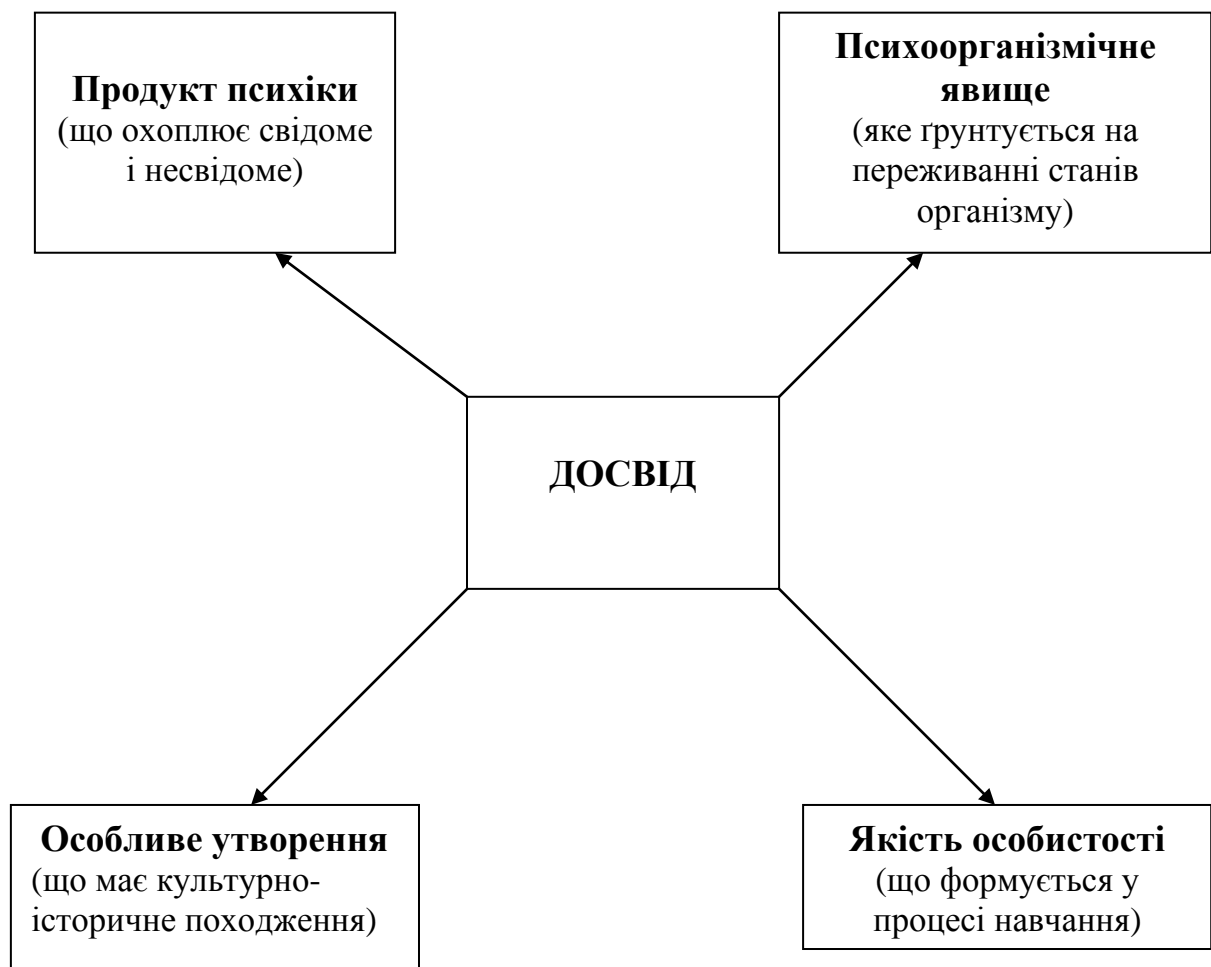 Продукт психіки
(що охоплює свідоме
і несвідоме)
Психоорганізмічне
явище
(яке ґрунтується на
переживанні станів
організму)
ДОСВІД
Особливе утворення
(що має культурно-
історичне походження)
Якість особистості
(що формується у
процесі навчання)